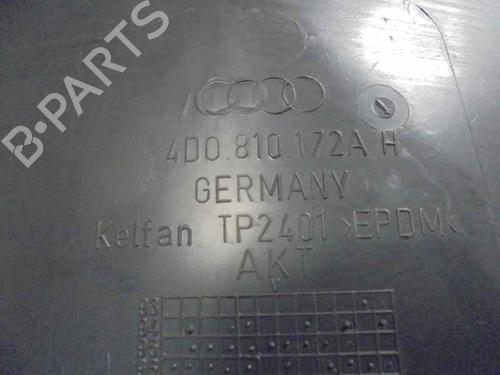 B-PARTS
4D0.810.172A H
GERMANY
Kelfan TP2401 >EPDM<
AKT